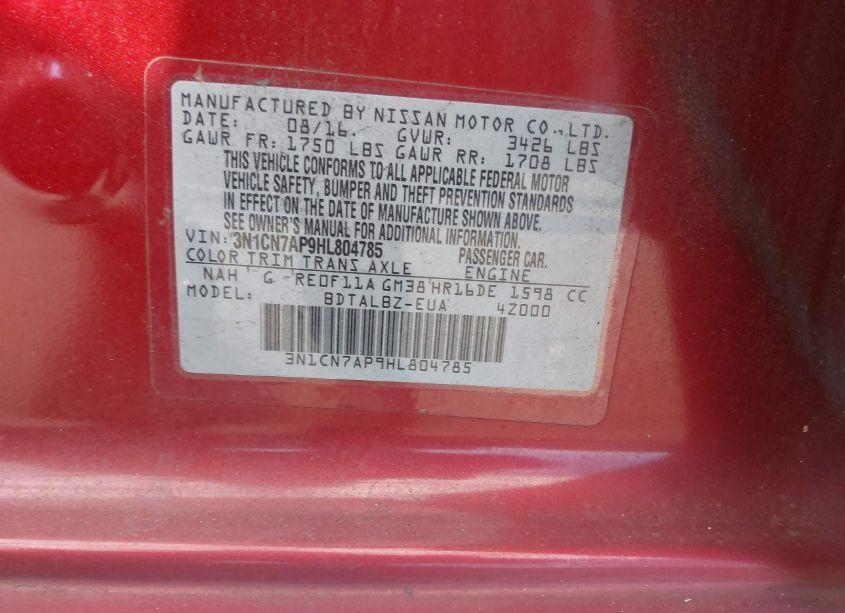 MANUFACTURED BY NISSAN MOTOR CO.,LTD.
DATE: 08/16. GVWR: 3426 LBS
GAWR FR: 1750 LBS GAWR RR: 1708 LBS
THIS VEHICLE CONFORMS TO ALL APPLICABLE FEDERAL MOTOR
VEHICLE SAFETY, BUMPER AND THEFT PREVENTION STANDARDS
IN EFFECT ON THE DATE OF MANUFACTURE SHOWN ABOVE.
SEE OWNER'S MANUAL FOR ADDITIONAL INFORMATION.
VIN: 3N1CN7AP9HL804785 PASSENGER CAR.
COLOR TRIM TRANS AXLE ENGINE
NAH G RE0F11A GM38 HR16DE 1598 CC
MODEL: BDTALBZ-EUA 4Z000
3N1CN7AP9HL804785